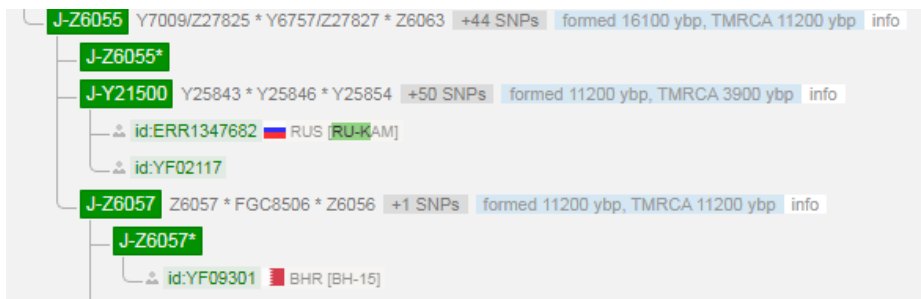 J-Z6055 Y7009/Z27825 * Y6757/Z27827 * Z6063 +44 SNPs formed 16100 ybp, TMRCA 11200 ybp info
J-Z6055*
J-Y21500 Y25843 * Y25846 * Y25854 +50 SNPs formed 11200 ybp, TMRCA 3900 ybp info
id:ERR1347682 RUS [RU-KAM]
id:YF02117
J-Z6057 Z6057 * FGC8506 * Z6056 +1 SNPs formed 11200 ybp, TMRCA 11200 ybp info
J-Z6057*
id:YF09301 BHR [BH-15]